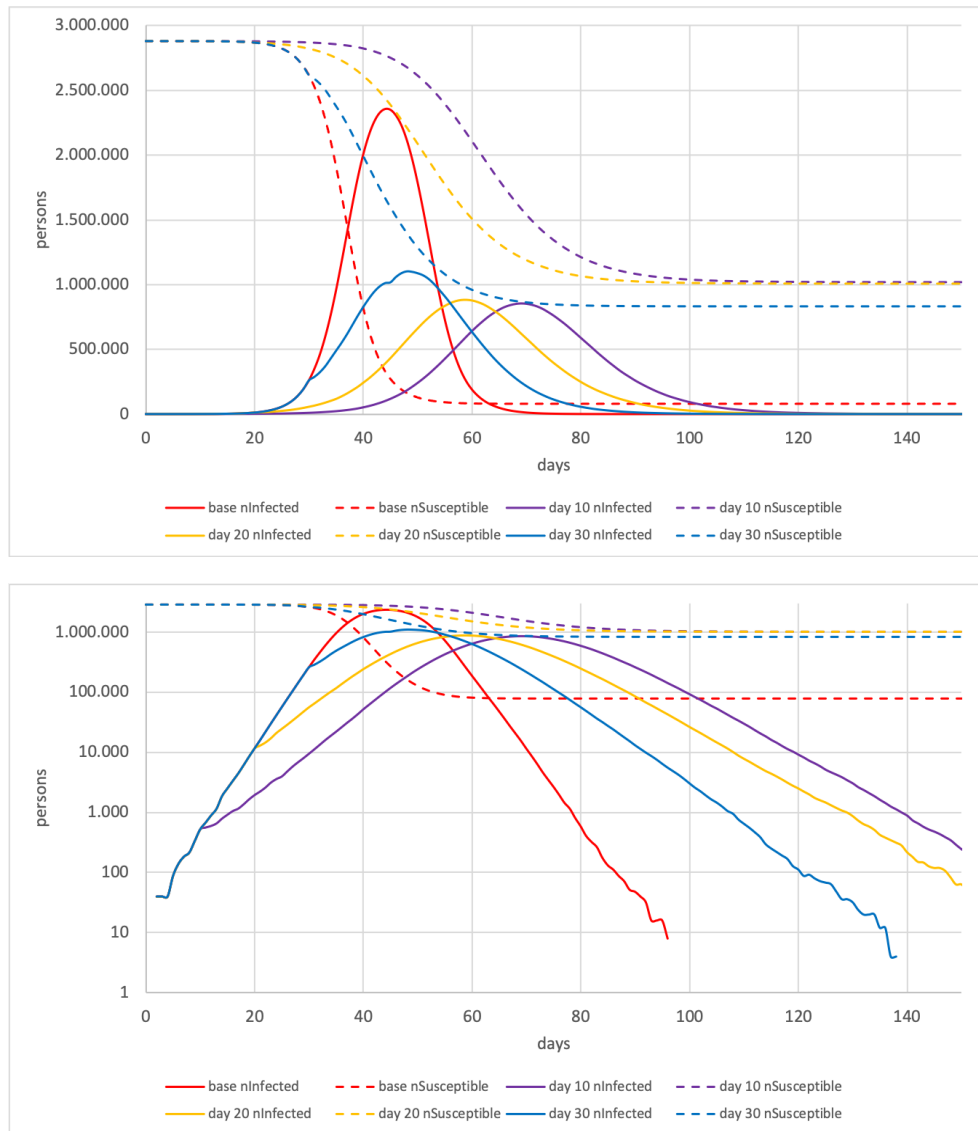 3.000.000
2.500.000
2.000.000
1.500.000
1.000.000
500.000
0
persons
0 20 40 60 80 100 120 140
days
base nInfected base nSusceptible day 10 nInfected day 10 nSusceptible
day 20 nInfected day 20 nSusceptible day 30 nInfected day 30 nSusceptible
1.000.000
100.000
10.000
1.000
100
10
1
persons
0 20 40 60 80 100 120 140
days
base nInfected base nSusceptible day 10 nInfected day 10 nSusceptible
day 20 nInfected day 20 nSusceptible day 30 nInfected day 30 nSusceptible